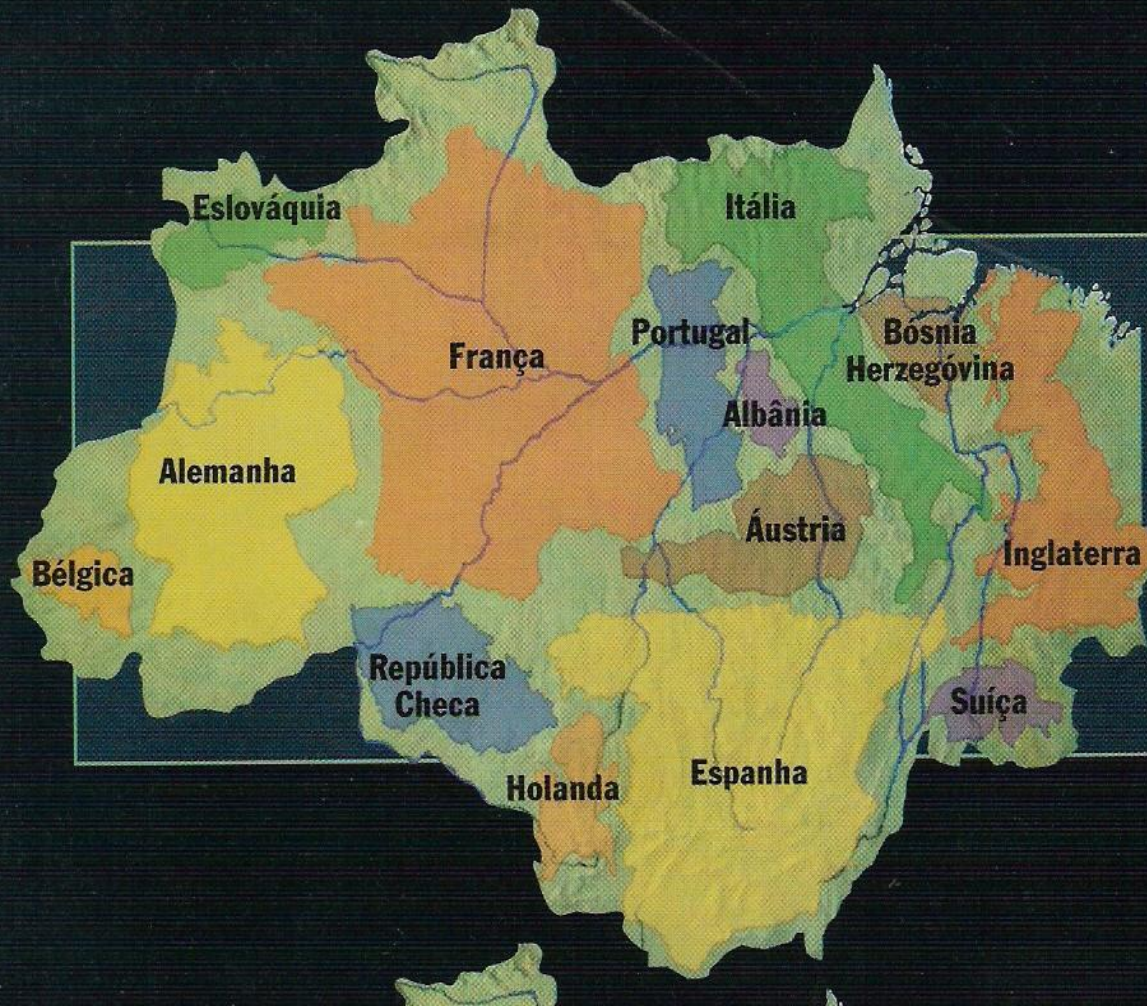 Eslováquia
Itália
Portugal
Bósnia
Herzegóvina
França
Albânia
Alemanha
Áustria
Inglaterra
Bélgica
República
Checa
Suíça
Holanda
Espanha